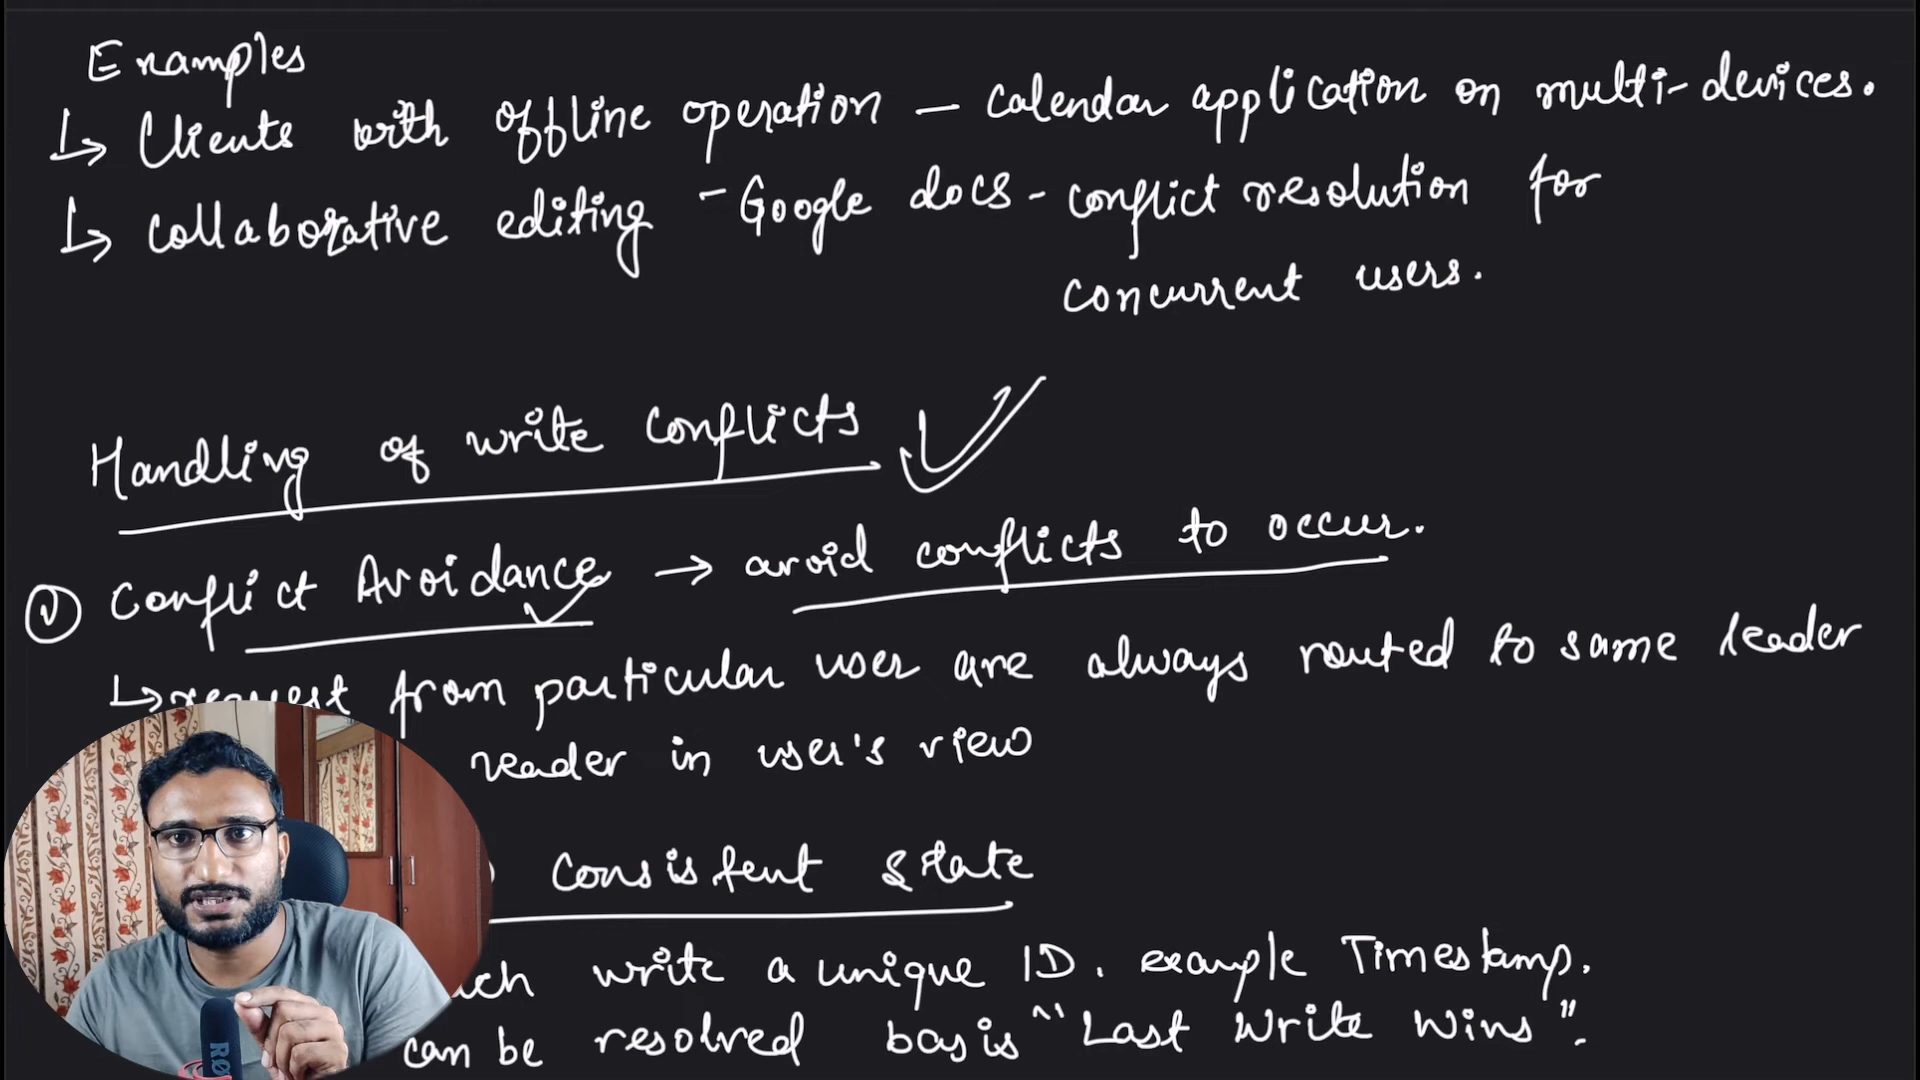 Examples
↳ Clients with offline operation – calendar application on multi-devices.
↳ collaborative editing - Google docs - conflict resolution for
concurrent users.
Handling of write conflicts
① Conflict Avoidance → avoid conflicts to occur.
↳ request from particular user are always routed to same leader
reader in user's view
consistent state
write a unique ID. example Timestamp.
can be resolved basis "Last Write Wins".
RØ